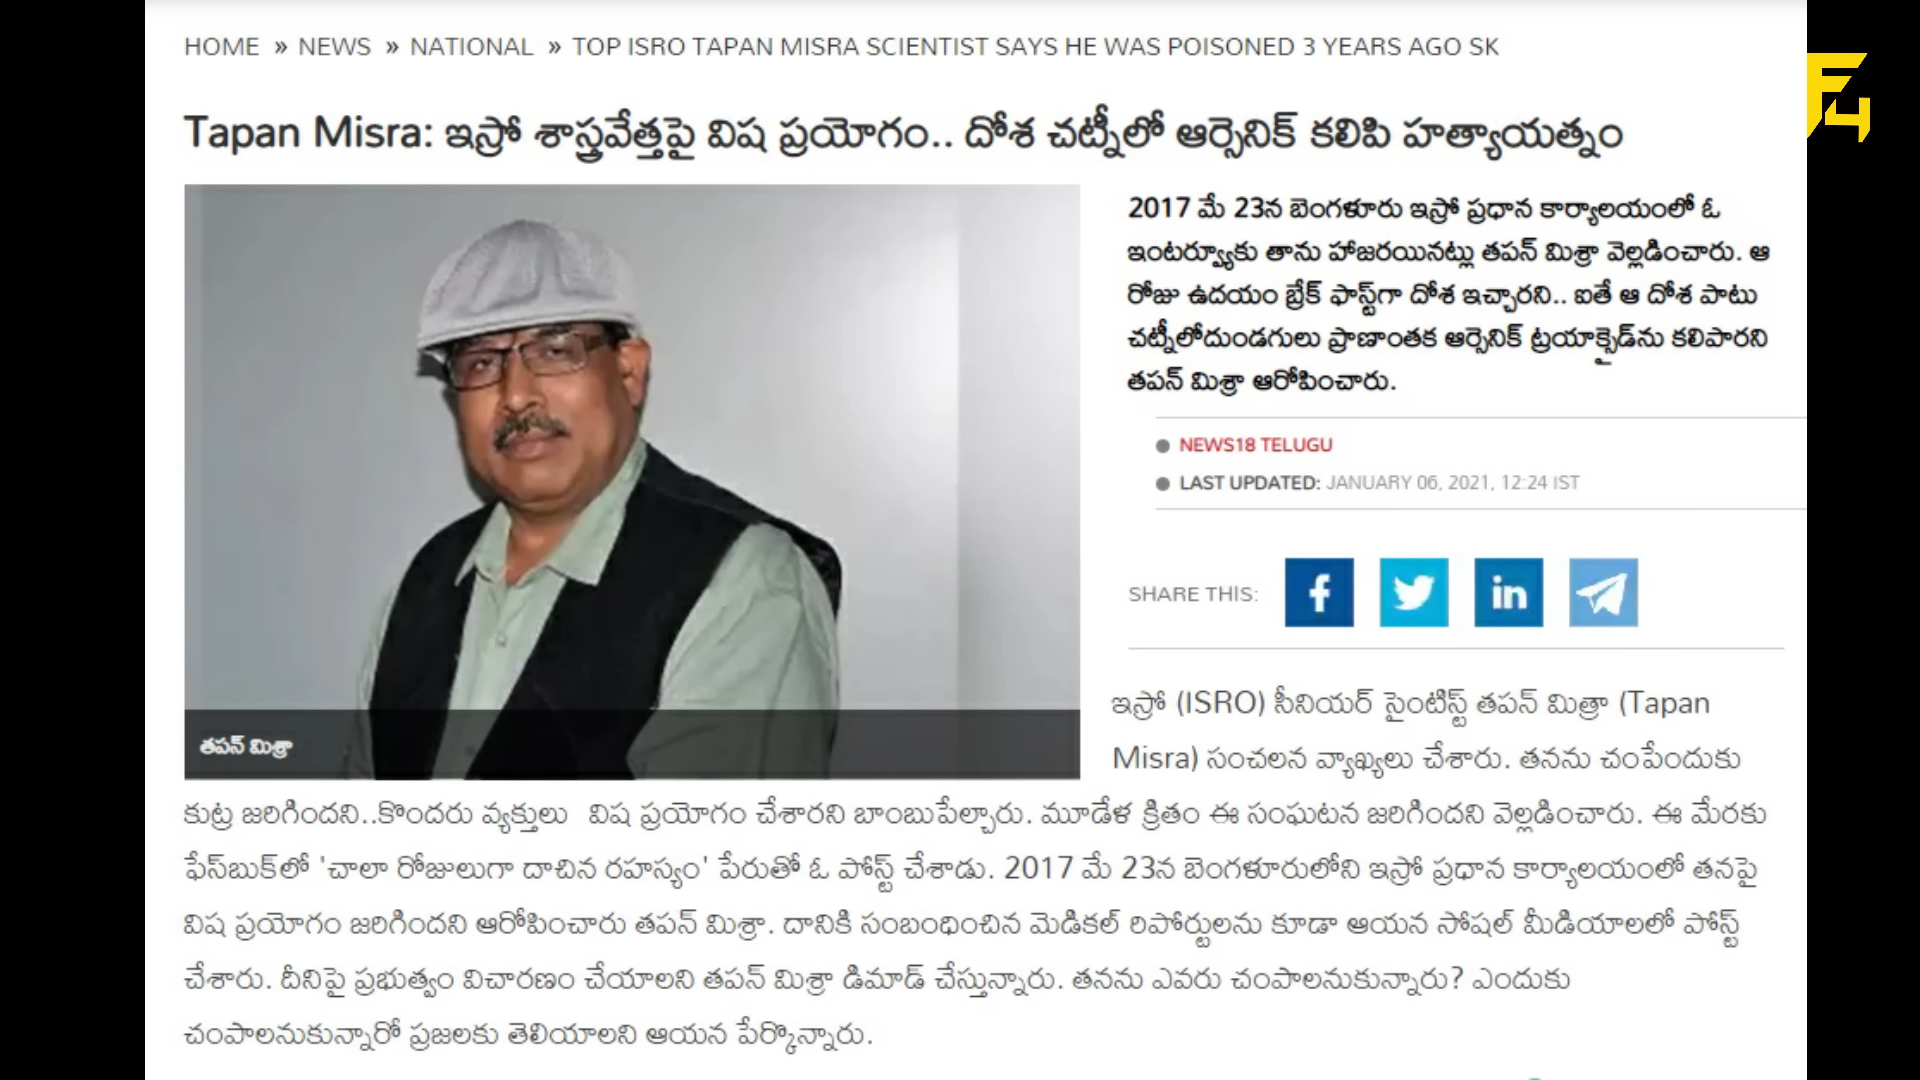 HOME » NEWS » NATIONAL » TOP ISRO TAPAN MISRA SCIENTIST SAYS HE WAS POISONED 3 YEARS AGO SK
Tapan Misra: ఇస్రో శాస్త్రవేత్తపై విష ప్రయోగం.. దోశ చట్నీలో ఆర్సెనిక్ కలిపి హత్యాయత్నం
2017 మే 23న బెంగళూరు ఇస్రో ప్రధాన కార్యాలయంలో ఓ
ఇంటర్వ్యూకు తాను హాజరయినట్లు తపన్ మిశ్రా వెల్లడించారు. ఆ
రోజు ఉదయం బ్రేక్ ఫాస్ట్‌గా దోశ ఇచ్చారని.. ఐతే ఆ దోశ పాటు
చట్నీలోదుండగులు ప్రాణాంతక ఆర్సెనిక్ ట్రయాక్సైడ్‌ను కలిపారని
తపన్ మిశ్రా ఆరోపించారు.
NEWS18 TELUGU
LAST UPDATED: JANUARY 06, 2021, 12:24 IST
SHARE THIS:
తపన్ మిశ్రా
ఇస్రో (ISRO) సీనియర్ సైంటిస్ట్ తపన్ మిత్రా (Tapan
Misra) సంచలన వ్యాఖ్యలు చేశారు. తనను చంపేందుకు
కుట్ర జరిగిందని..కొందరు వ్యక్తులు విష ప్రయోగం చేశారని బాంబుపేల్చారు. మూడేళ క్రితం ఈ సంఘటన జరిగిందని వెల్లడించారు. ఈ మేరకు
ఫేస్‌బుక్‌లో 'చాలా రోజులుగా దాచిన రహస్యం' పేరుతో ఓ పోస్ట్ చేశాడు. 2017 మే 23న బెంగళూరులోని ఇస్రో ప్రధాన కార్యాలయంలో తనపై
విష ప్రయోగం జరిగిందని ఆరోపించారు తపన్ మిశ్రా. దానికి సంబంధించిన మెడికల్ రిపోర్టులను కూడా ఆయన సోషల్ మీడియాలలో పోస్ట్
చేశారు. దీనిపై ప్రభుత్వం విచారణం చేయాలని తపన్ మిశ్రా డిమాడ్ చేస్తున్నారు. తనను ఎవరు చంపాలనుకున్నారు? ఎందుకు
చంపాలనుకున్నారో ప్రజలకు తెలియాలని ఆయన పేర్కొన్నారు.